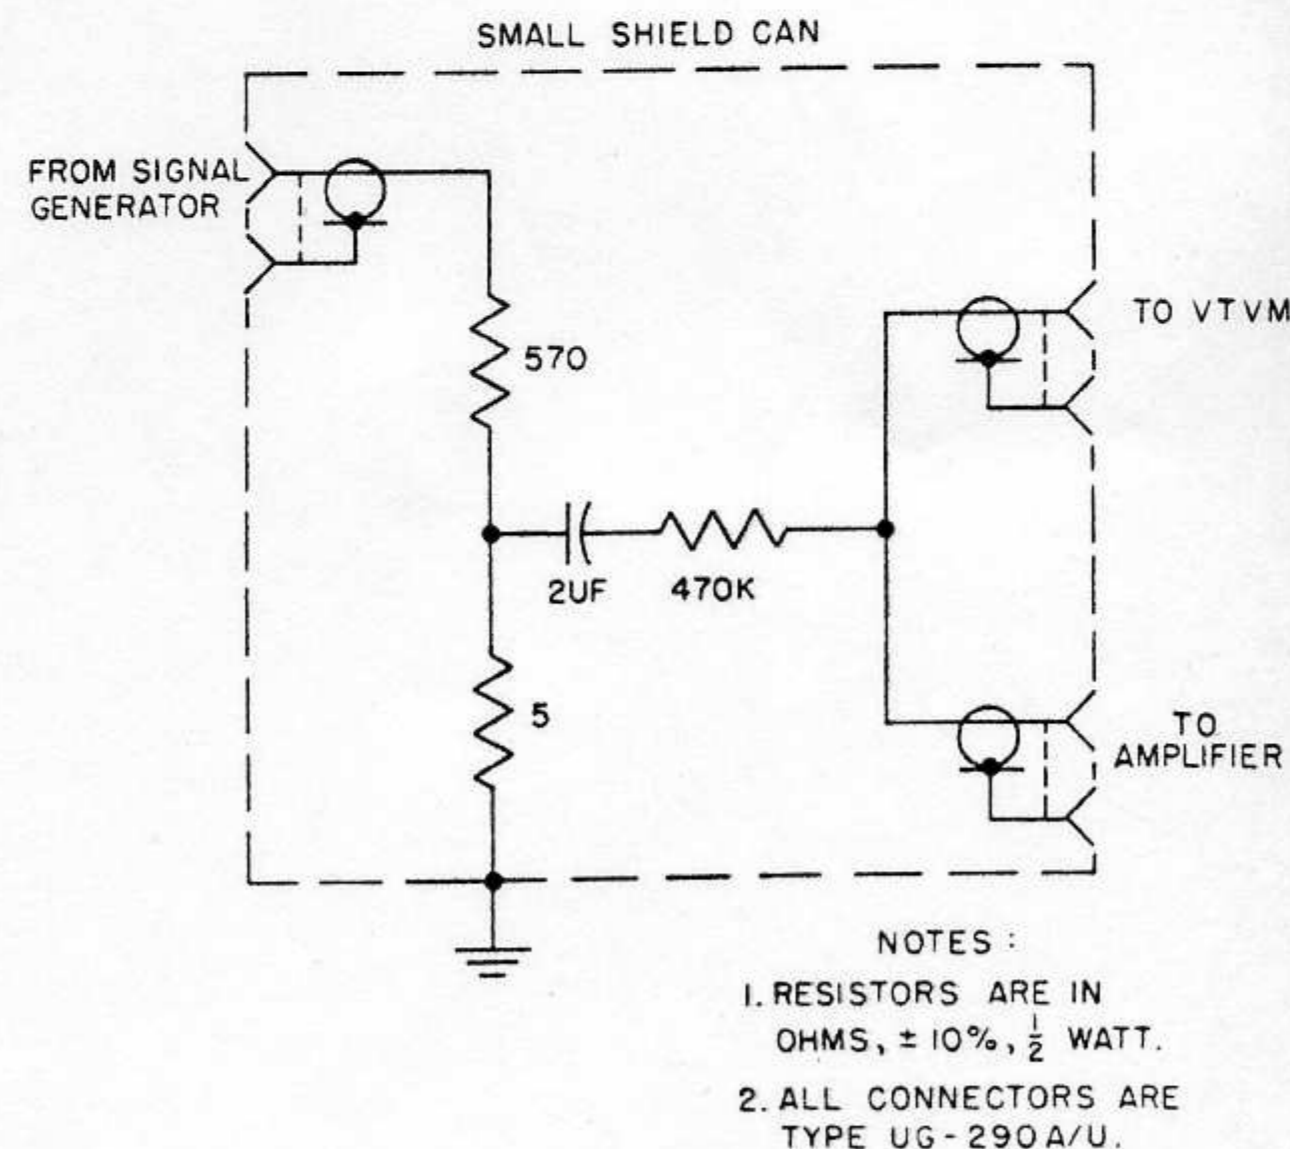 SMALL SHIELD CAN
FROM SIGNAL
GENERATOR
570
TO VTVM
2UF
470K
5
TO
AMPLIFIER
NOTES :
1. RESISTORS ARE IN
OHMS, ± 10%, 1/2 WATT.
2. ALL CONNECTORS ARE
TYPE UG-290A/U.